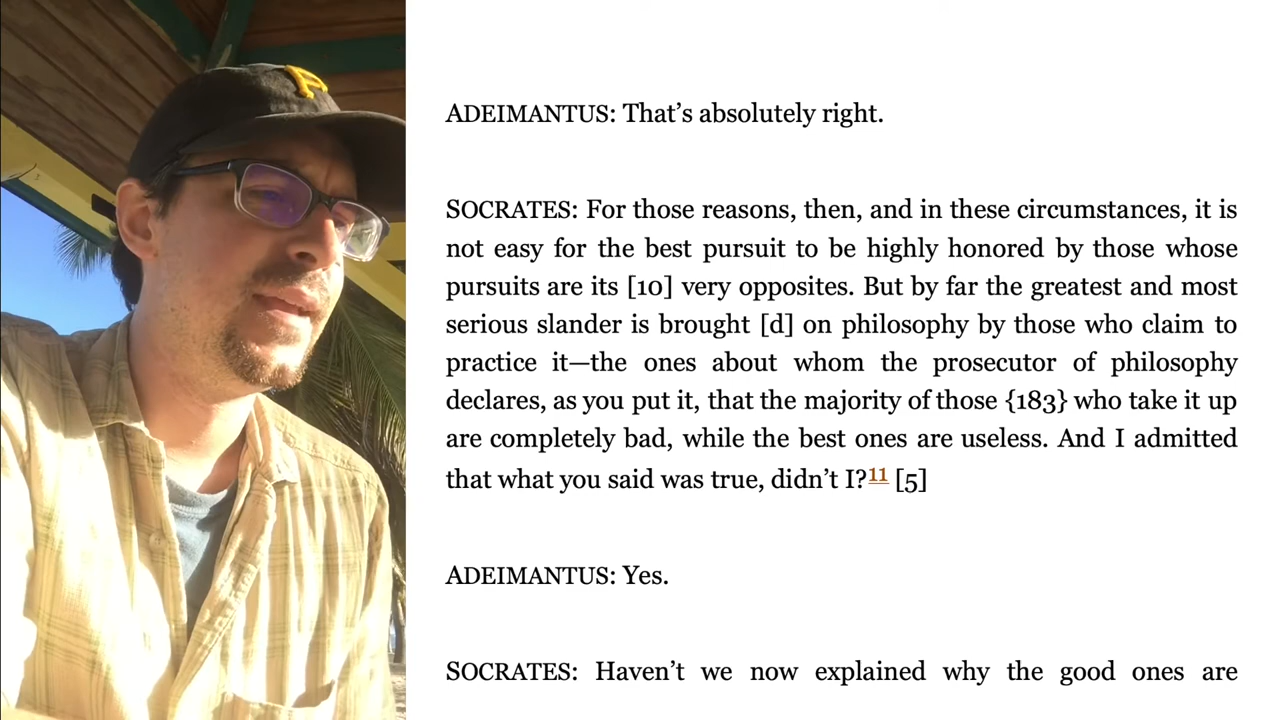 P
ADEIMANTUS: That’s absolutely right.
SOCRATES: For those reasons, then, and in these circumstances, it is
not easy for the best pursuit to be highly honored by those whose
pursuits are its [10] very opposites. But by far the greatest and most
serious slander is brought [d] on philosophy by those who claim to
practice it—the ones about whom the prosecutor of philosophy
declares, as you put it, that the majority of those {183} who take it up
are completely bad, while the best ones are useless. And I admitted
that what you said was true, didn’t I?11 [5]
ADEIMANTUS: Yes.
SOCRATES: Haven’t we now explained why the good ones are